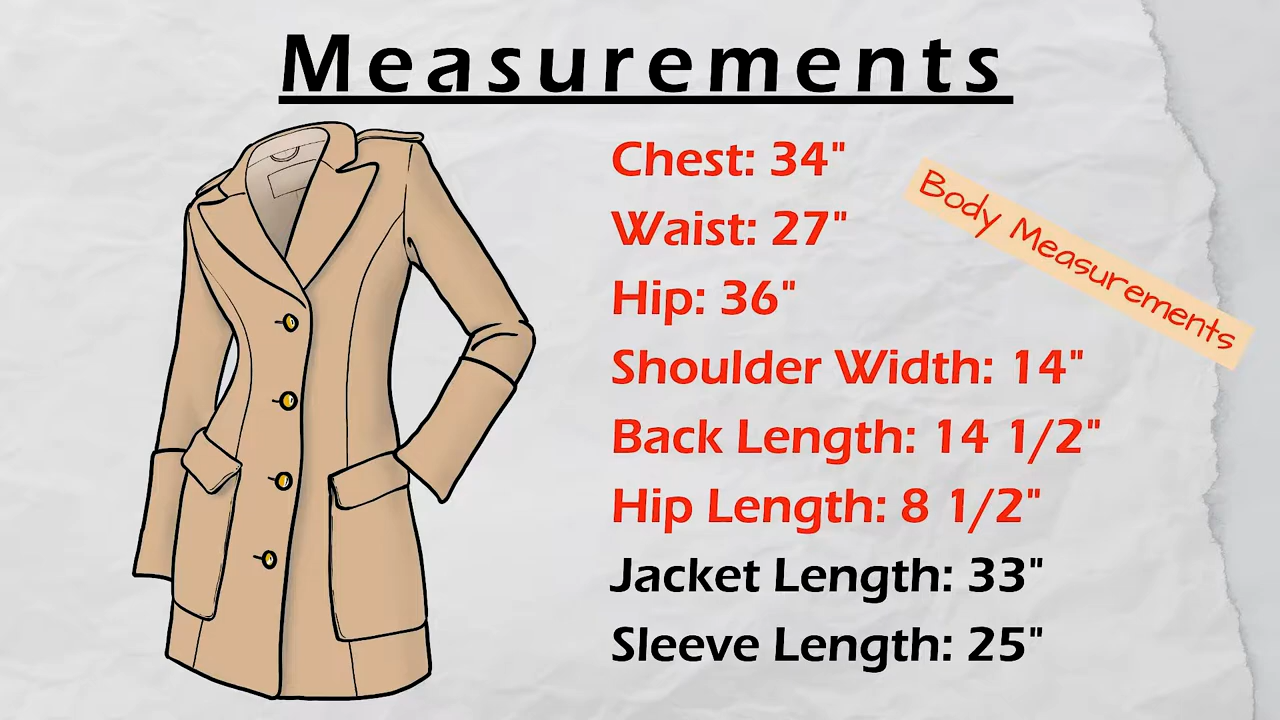 Measurements
Chest: 34"
Waist: 27"
Hip: 36"
Shoulder Width: 14"
Back Length: 14 1/2"
Hip Length: 8 1/2"
Jacket Length: 33"
Sleeve Length: 25"
Body Measurements